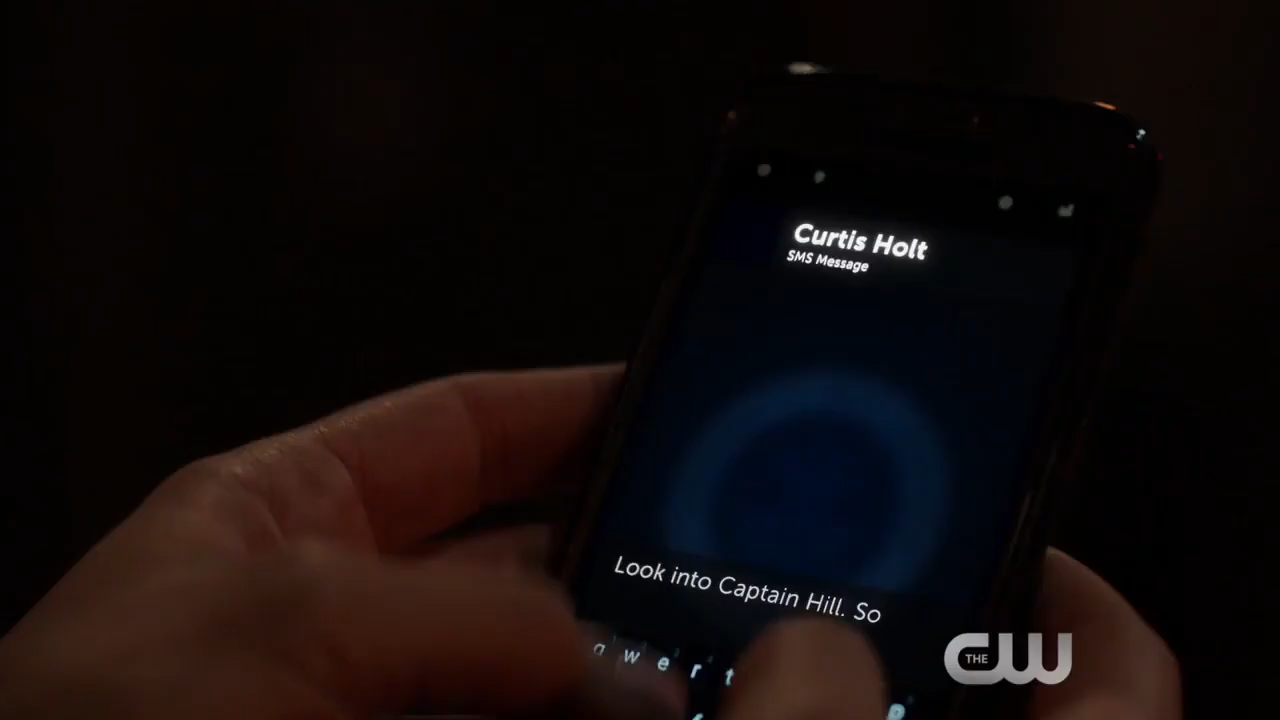 Curtis Holt
SMS Message
Look into Captain Hill. So
q w e r t
p
THE CW